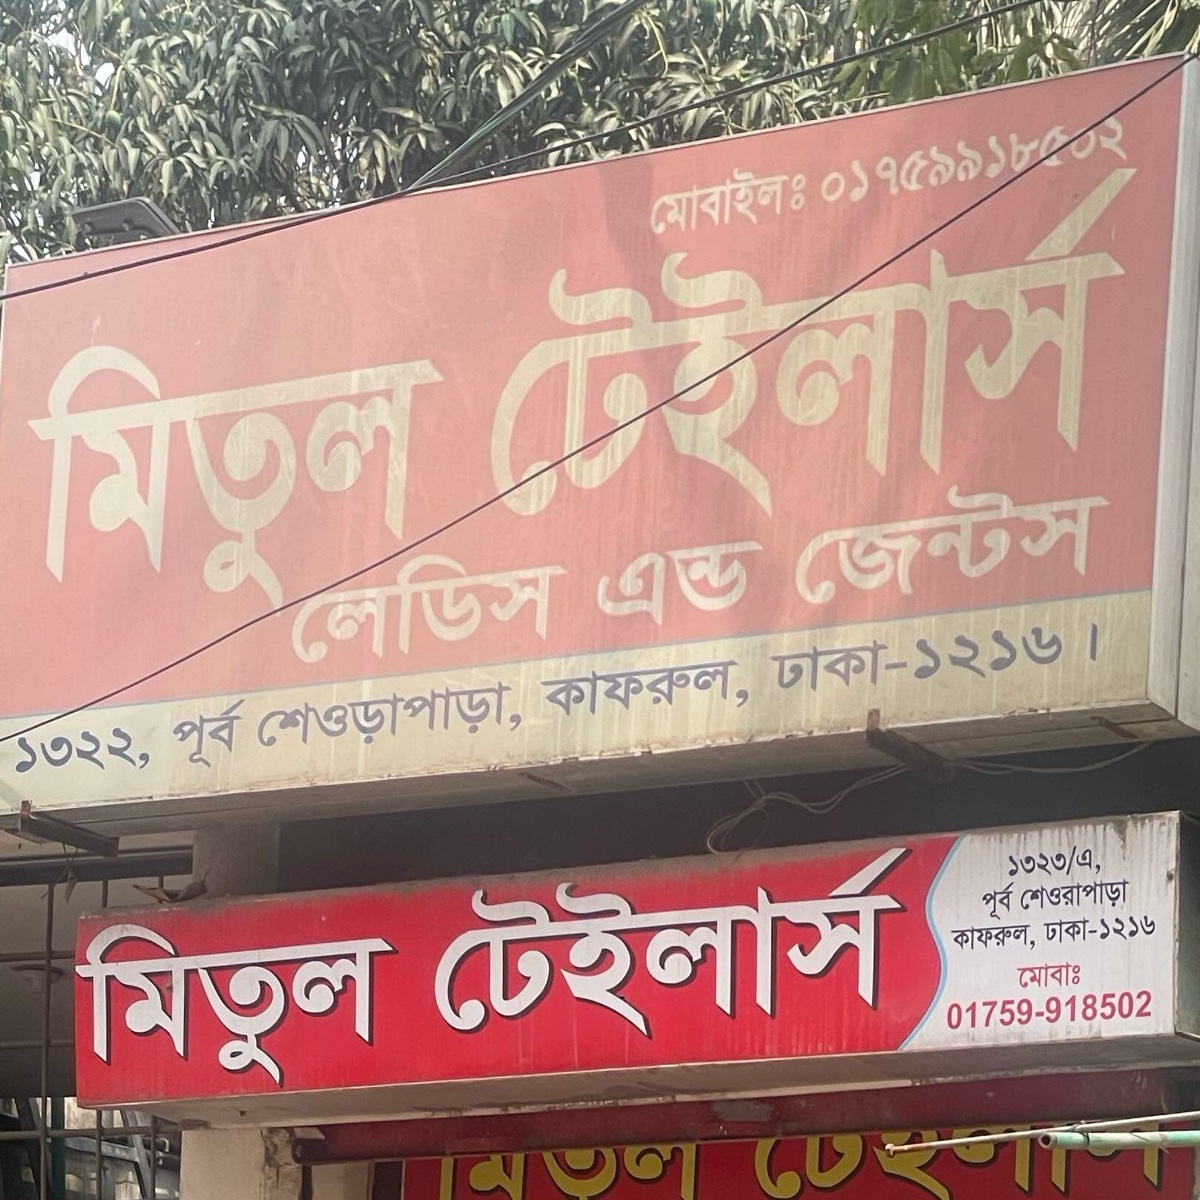 মোবাইলঃ ০১৭৫৯৯১৮৫০২
মিতুল টেইলার্স
লেডিস এন্ড জেন্টস
১৩২২, পূর্ব শেওড়াপাড়া, কাফরুল, ঢাকা-১২১৬।
মিতুল টেইলার্স
১৩২৩/এ,
পূর্ব শেওরাপাড়া
কাফরুল, ঢাকা-১২১৬
মোবাঃ
01759-918502
মিতুল টেইলার্স